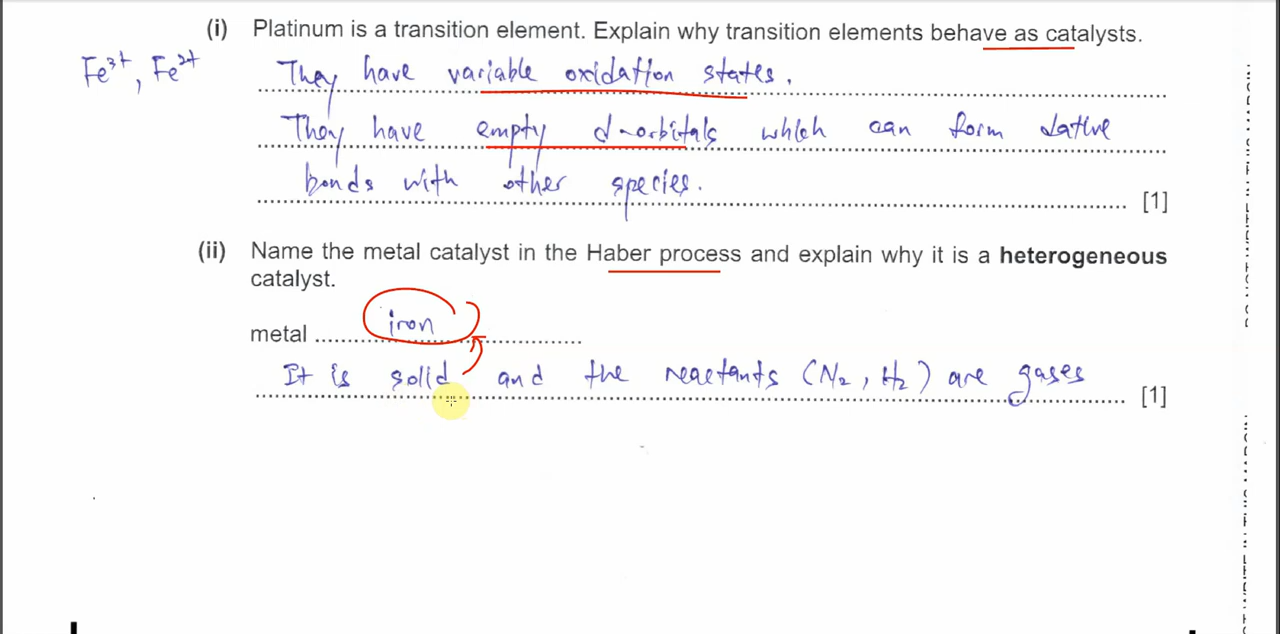 (i) Platinum is a transition element. Explain why transition elements behave as catalysts.
Fe3+, Fe2+
They have variable oxidation states.
They have empty d-orbitals which can form dative
bonds with other species.
[1]
(ii) Name the metal catalyst in the Haber process and explain why it is a heterogeneous
catalyst.
metal iron
It is solid and the reactants (N2, H2) are gases
[1]